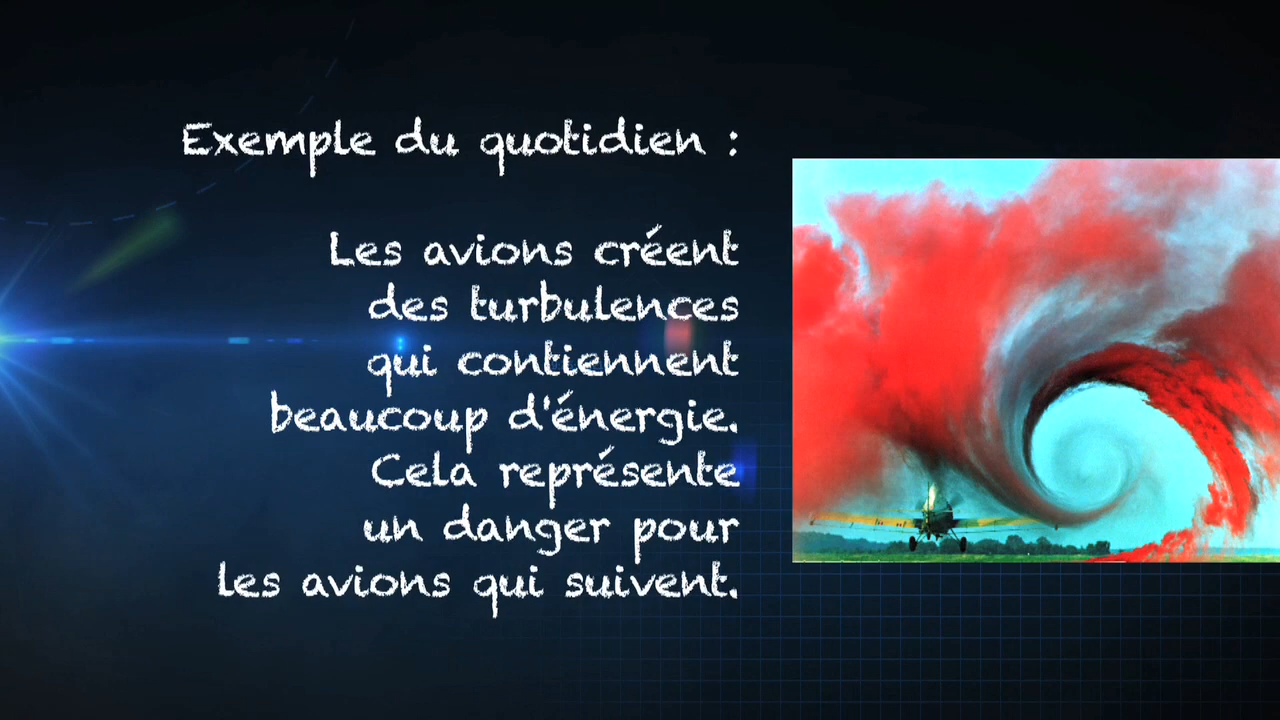 Exemple du quotidien :
Les avions créent
des turbulences
qui contiennent
beaucoup d'énergie.
Cela représente
un danger pour
les avions qui suivent.